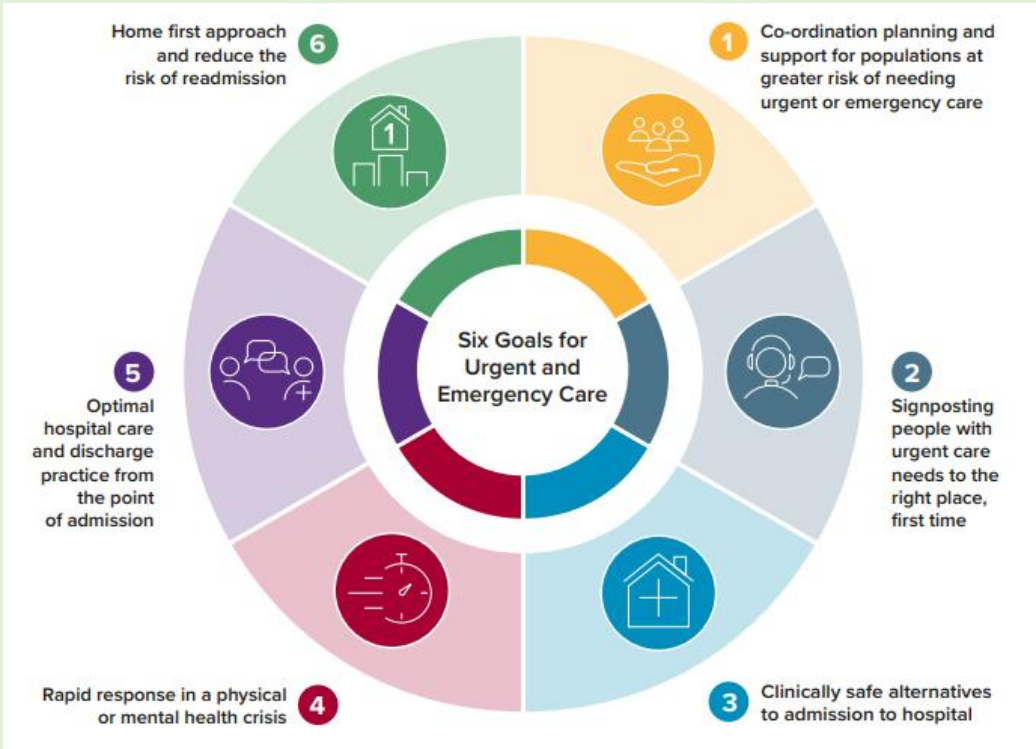 6
Home first approach
and reduce the
risk of readmission
1
Co-ordination planning and
support for populations at
greater risk of needing
urgent or emergency care
1
Six Goals for
Urgent and
Emergency Care
5
Optimal
hospital care
and discharge
practice from
the point
of admission
2
Signposting
people with
urgent care
needs to the
right place,
first time
Rapid response in a physical
or mental health crisis
4
3
Clinically safe alternatives
to admission to hospital